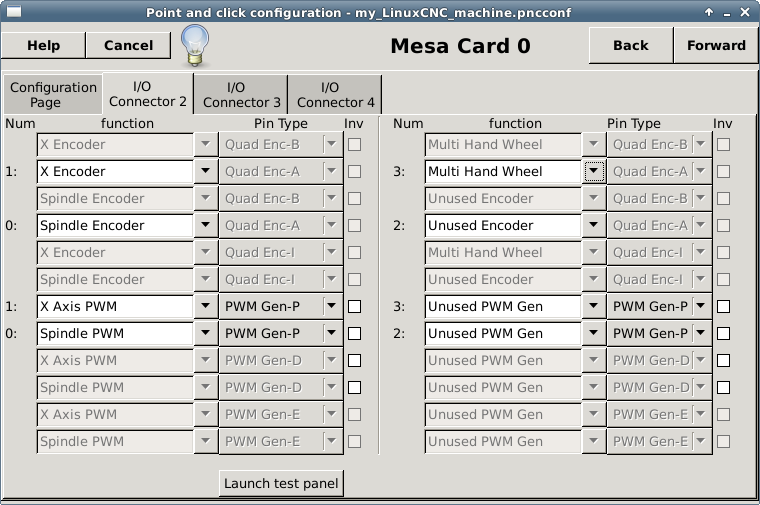 Point and click configuration - my_LinuxCNC_machine.pncconf
Help Cancel Mesa Card 0 Back Forward
Configuration Page I/O Connector 2 I/O Connector 3 I/O Connector 4
Num function Pin Type Inv Num function Pin Type Inv
X Encoder Quad Enc-B Multi Hand Wheel Quad Enc-B
1: X Encoder Quad Enc-A 3: Multi Hand Wheel Quad Enc-A
Spindle Encoder Quad Enc-B Unused Encoder Quad Enc-B
0: Spindle Encoder Quad Enc-A 2: Unused Encoder Quad Enc-A
X Encoder Quad Enc-I Multi Hand Wheel Quad Enc-I
Spindle Encoder Quad Enc-I Unused Encoder Quad Enc-I
1: X Axis PWM PWM Gen-P 3: Unused PWM Gen PWM Gen-P
0: Spindle PWM PWM Gen-P 2: Unused PWM Gen PWM Gen-P
X Axis PWM PWM Gen-D Unused PWM Gen PWM Gen-D
Spindle PWM PWM Gen-D Unused PWM Gen PWM Gen-D
X Axis PWM PWM Gen-E Unused PWM Gen PWM Gen-E
Spindle PWM PWM Gen-E Unused PWM Gen PWM Gen-E
Launch test panel